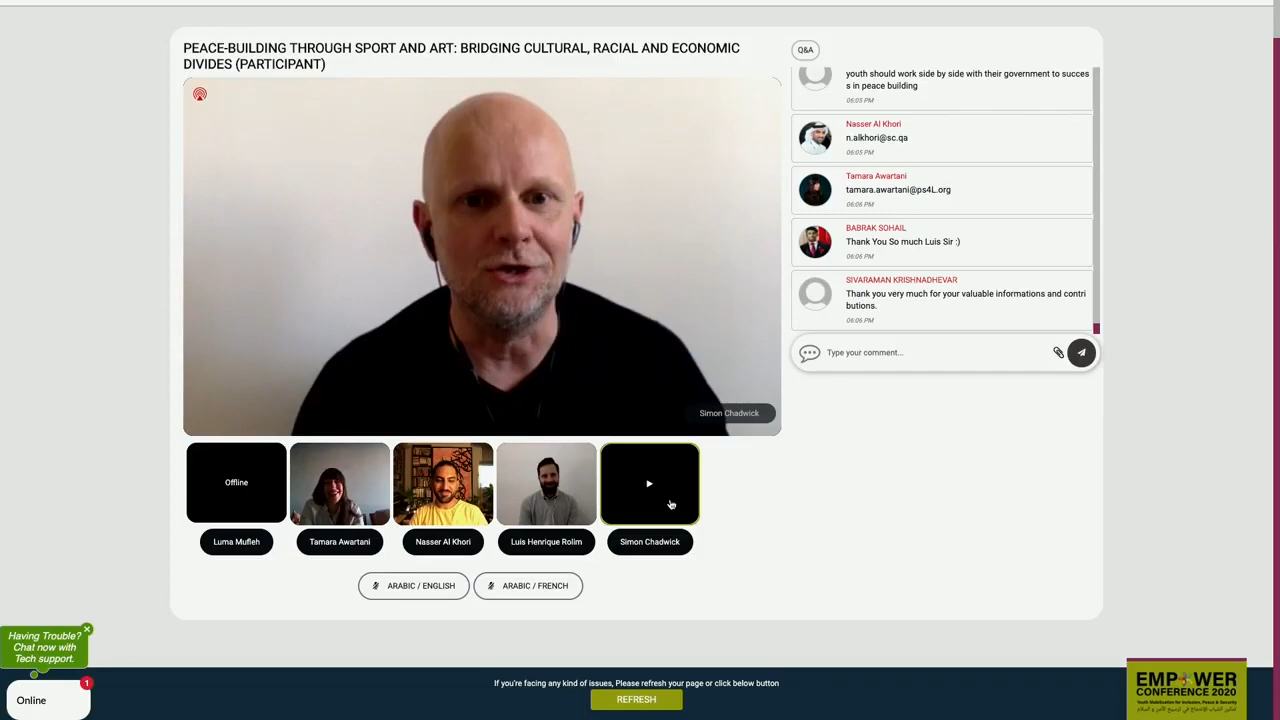 PEACE-BUILDING THROUGH SPORT AND ART: BRIDGING CULTURAL, RACIAL AND ECONOMIC
DIVIDES (PARTICIPANT)
Simon Chadwick
Offline
Luma Mufleh
Tamara Awartani
Nasser Al Khori
Luis Henrique Rolim
Simon Chadwick
ARABIC / ENGLISH
ARABIC / FRENCH
Q&A
youth should work side by side with their government to succes
s in peace building
06:05 PM
Nasser Al Khori
n.alkhori@sc.qa
06:05 PM
Tamara Awartani
tamara.awartani@ps4L.org
06:06 PM
BABRAK SOHAIL
Thank You So much Luis Sir :)
06:06 PM
SIVARAMAN KRISHNADHEVAR
Thank you very much for your valuable informations and contri
butions.
06:06 PM
Type your comment...
Having Trouble?
Chat now with
Tech support.
1
Online
If you're facing any kind of issues, Please refresh your page or click below button
REFRESH
EMPOWER
CONFERENCE 2020
Youth Mobilisation for Inclusion, Peace & Security